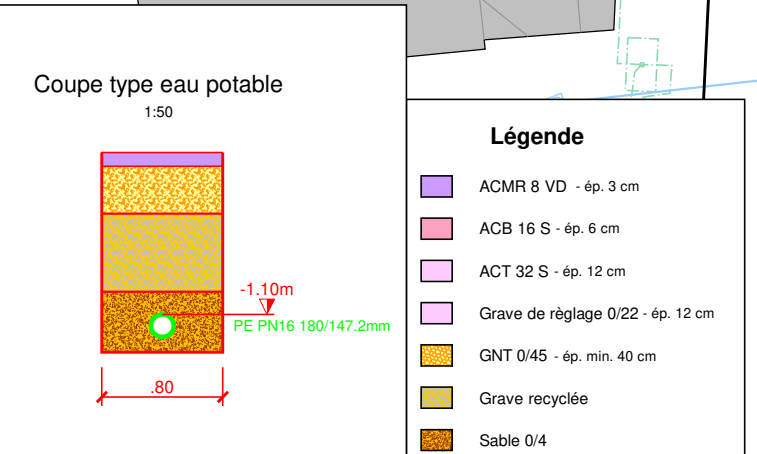 Coupe type eau potable
1:50
-1.10m
PE PN16 180/147.2mm
.80
Légende
ACMR 8 VD - ép. 3 cm
ACB 16 S - ép. 6 cm
ACT 32 S - ép. 12 cm
Grave de règlage 0/22 - ép. 12 cm
GNT 0/45 - ép. min. 40 cm
Grave recyclée
Sable 0/4